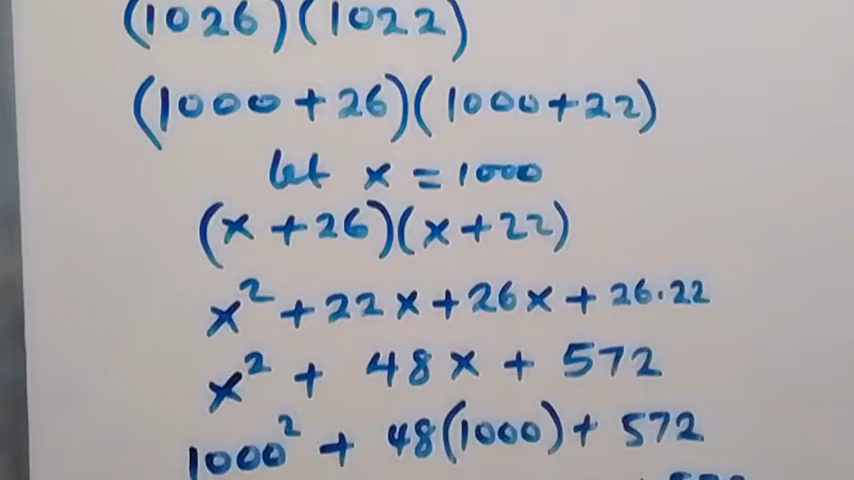 (1026)(1022)
(1000+26)(1000+22)
let x = 1000
(x+26)(x+22)
x² + 22x + 26x + 26.22
x² + 48x + 572
1000² + 48(1000) + 572